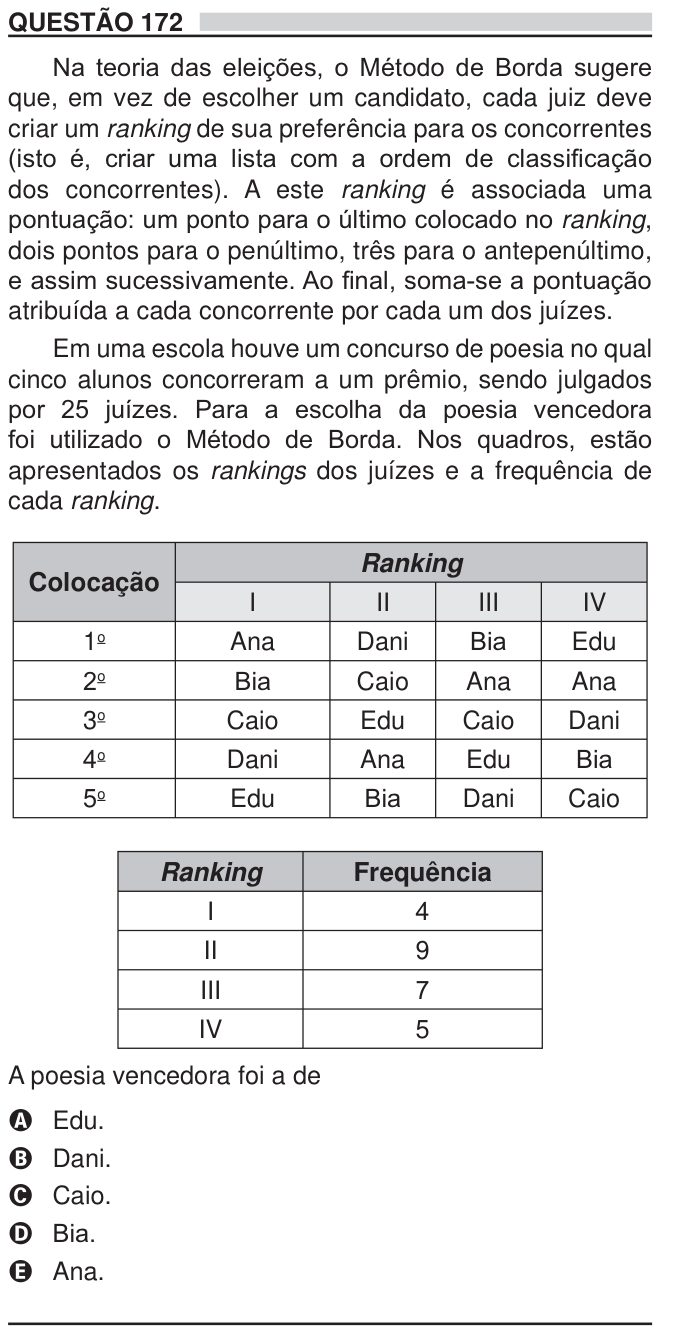 QUESTÃO 172
Na teoria das eleições, o Método de Borda sugere
que, em vez de escolher um candidato, cada juiz deve
criar um ranking de sua preferência para os concorrentes
(isto é, criar uma lista com a ordem de classificação
dos concorrentes). A este ranking é associada uma
pontuação: um ponto para o último colocado no ranking,
dois pontos para o penúltimo, três para o antepenúltimo,
e assim sucessivamente. Ao final, soma-se a pontuação
atribuída a cada concorrente por cada um dos juízes.
Em uma escola houve um concurso de poesia no qual
cinco alunos concorreram a um prêmio, sendo julgados
por 25 juízes. Para a escolha da poesia vencedora
foi utilizado o Método de Borda. Nos quadros, estão
apresentados os rankings dos juízes e a frequência de
cada ranking.
Colocação Ranking
I II III IV
1º Ana Dani Bia Edu
2º Bia Caio Ana Ana
3º Caio Edu Caio Dani
4º Dani Ana Edu Bia
5º Edu Bia Dani Caio
Ranking Frequência
I 4
II 9
III 7
IV 5
A poesia vencedora foi a de
A Edu.
B Dani.
C Caio.
D Bia.
E Ana.